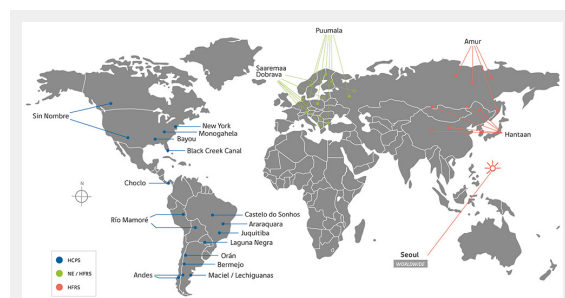 Puumala
Amur
Saaremaa
Dobrava
Sin Nombre
New York
Monogahela
Bayou
Black Creek Canal
Hantaan
Choclo
N
Castelo do Sonhos
Río Mamoré
Araraquara
Juquitiba
Laguna Negra
Orán
Bermejo
Seoul
WORLDWIDE
Andes
Maciel / Lechiguanas
HCPS
NE / HFRS
HFRS